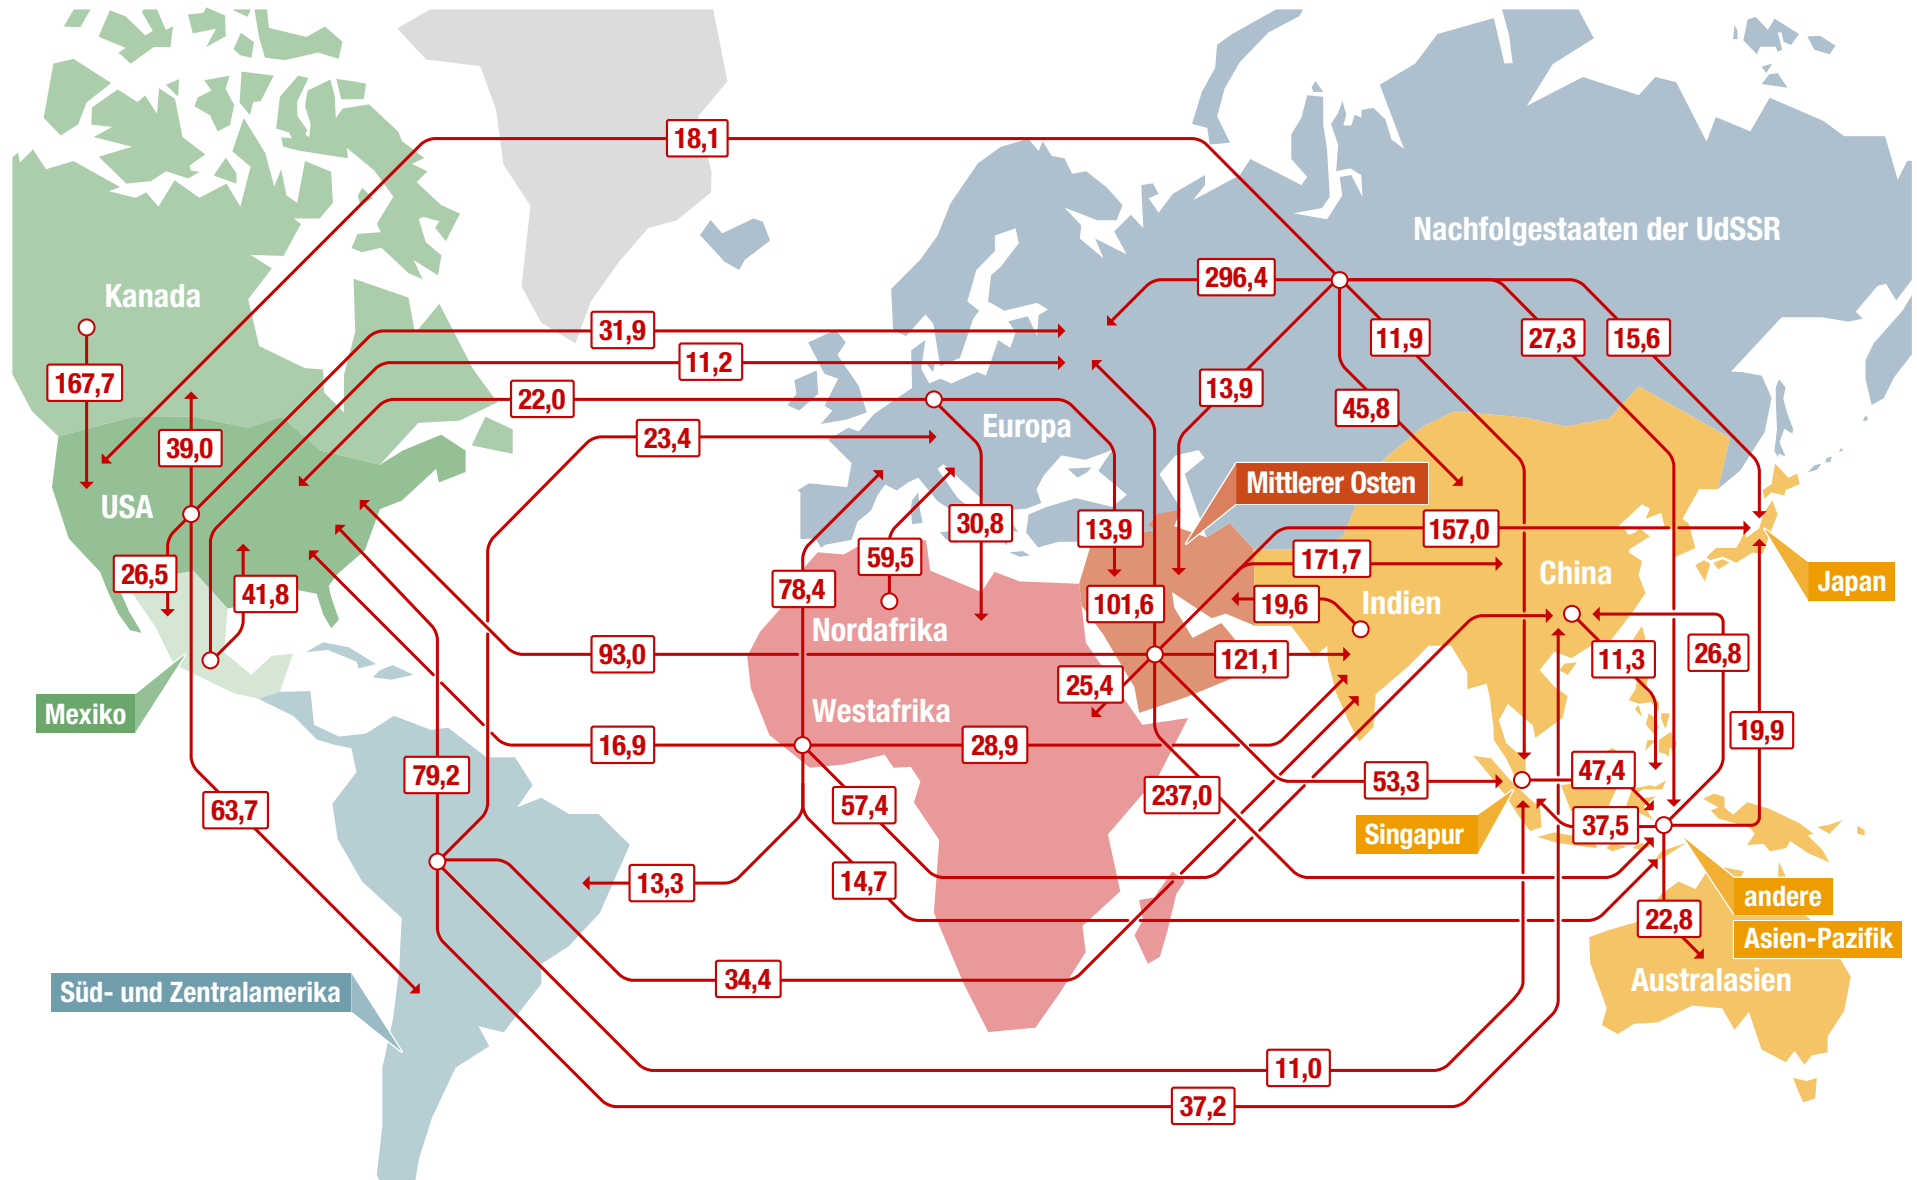 18,1
Nachfolgestaaten der UdSSR
296,4
Kanada
31,9
11,9
27,3
15,6
11,2
167,7
13,9
22,0
45,8
Europa
23,4
39,0
Mittlerer Osten
USA
30,8
13,9
157,0
59,5
171,7
26,5
China
Japan
78,4
41,8
101,6
19,6
Indien
Nordafrika
93,0
121,1
11,3
26,8
25,4
Mexiko
Westafrika
16,9
28,9
19,9
79,2
47,4
53,3
237,0
63,7
57,4
37,5
Singapur
13,3
14,7
andere
22,8
Asien-Pazifik
34,4
Australasien
Süd- und Zentralamerika
11,0
37,2